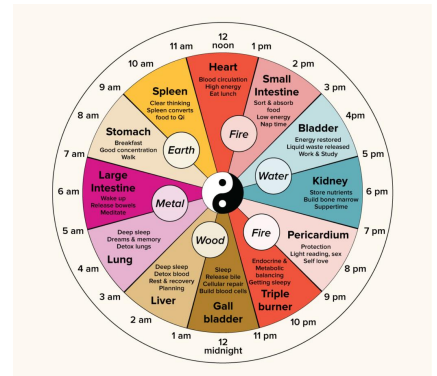 12
noon
1 pm
2 pm
3 pm
4pm
5 pm
6 pm
7 pm
8 pm
9 pm
10 pm
11 pm
12
midnight
1 am
2 am
3 am
4 am
5 am
6 am
7 am
8 am
9 am
10 am
11 am
Heart
Blood circulation
High energy
Eat lunch
Small
Intestine
Sort & absorb
food
Low energy
Nap time
Fire
Bladder
Energy restored
Liquid waste released
Work & Study
Water
Kidney
Store nutrients
Build bone marrow
Suppertime
Pericardium
Protection
Light reading, sex
Self love
Fire
Endocrine &
Metabolic
balancing
Getting sleepy
Triple
burner
Sleep
Release bile
Cellular repair
Build blood cells
Gall
bladder
Wood
Deep sleep
Detox blood
Rest & recovery
Planning
Liver
Deep sleep
Dreams & memory
Detox lungs
Lung
Metal
Large
Intestine
Wake up
Release bowels
Meditate
Stomach
Breakfast
Good concentration
Walk
Earth
Spleen
Clear thinking
Spleen converts
food to Qi